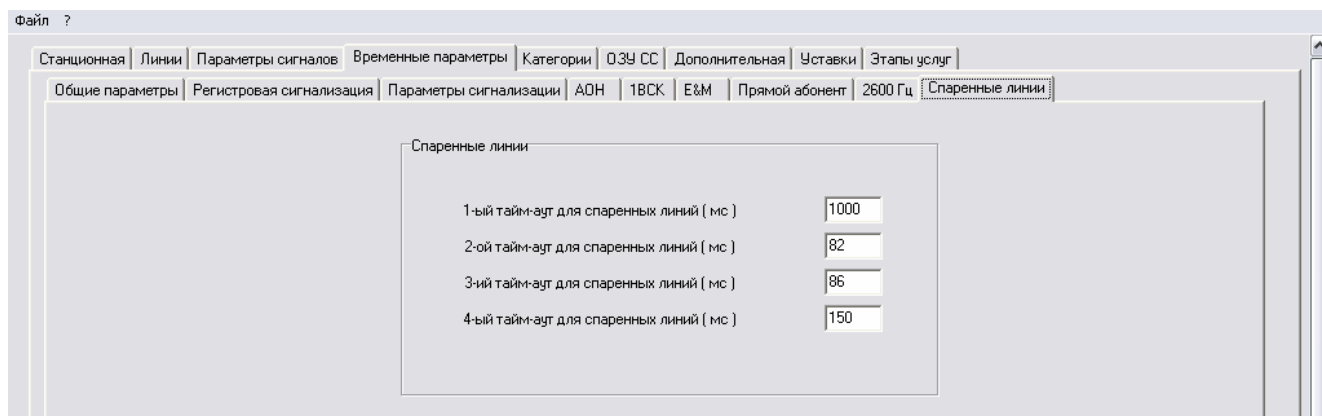 Файл ?
Станционная Линии Параметры сигналов Временные параметры Категории ОЗУ СС Дополнительная Уставки Этапы услуг
Общие параметры Регистровая сигнализация Параметры сигнализации АОН 1ВСК E&M Прямой абонент 2600 Гц Спаренные линии
Спаренные линии
1-ый тайм-аут для спаренных линий ( мс ) 1000
2-ой тайм-аут для спаренных линий ( мс ) 82
3-ий тайм-аут для спаренных линий ( мс ) 86
4-ый тайм-аут для спаренных линий ( мс ) 150